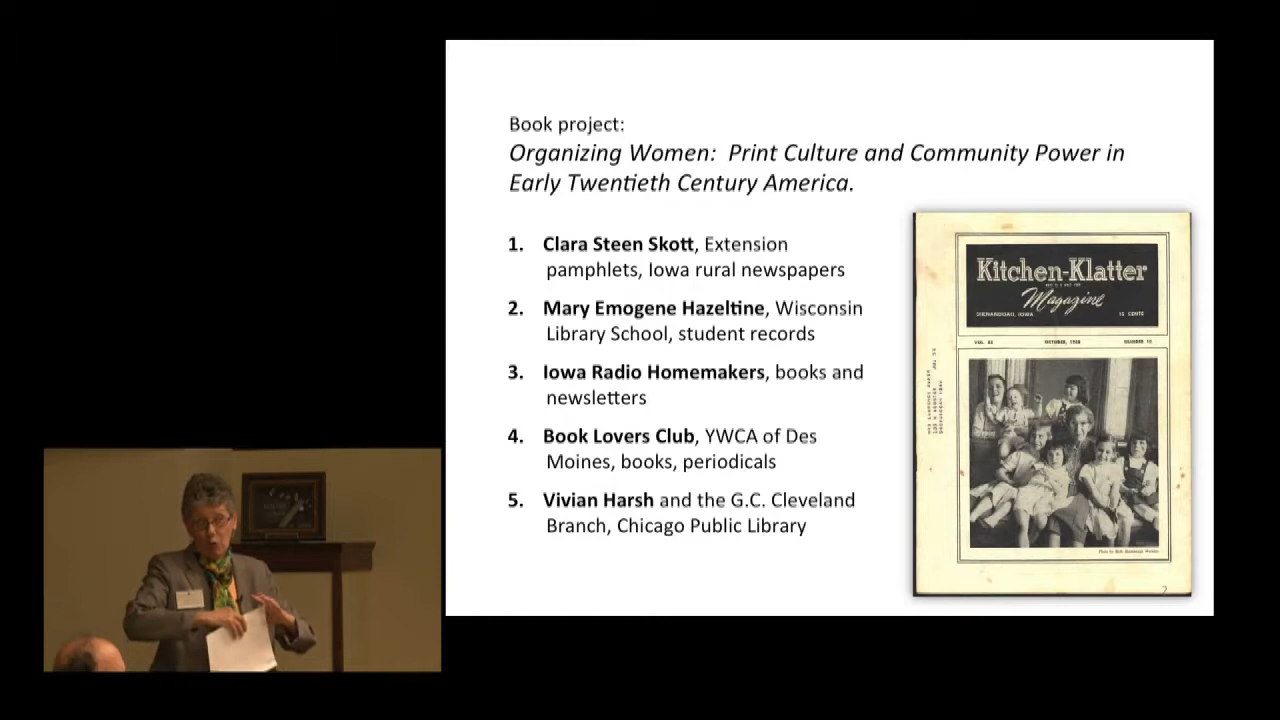 Book project:
Organizing Women: Print Culture and Community Power in
Early Twentieth Century America.
1. Clara Steen Skott, Extension
pamphlets, Iowa rural newspapers
2. Mary Emogene Hazeltine, Wisconsin
Library School, student records
3. Iowa Radio Homemakers, books and
newsletters
4. Book Lovers Club, YWCA of Des
Moines, books, periodicals
5. Vivian Harsh and the G.C. Cleveland
Branch, Chicago Public Library
Kitchen-Klatter
Magazine
SHENANDOAH, IOWA